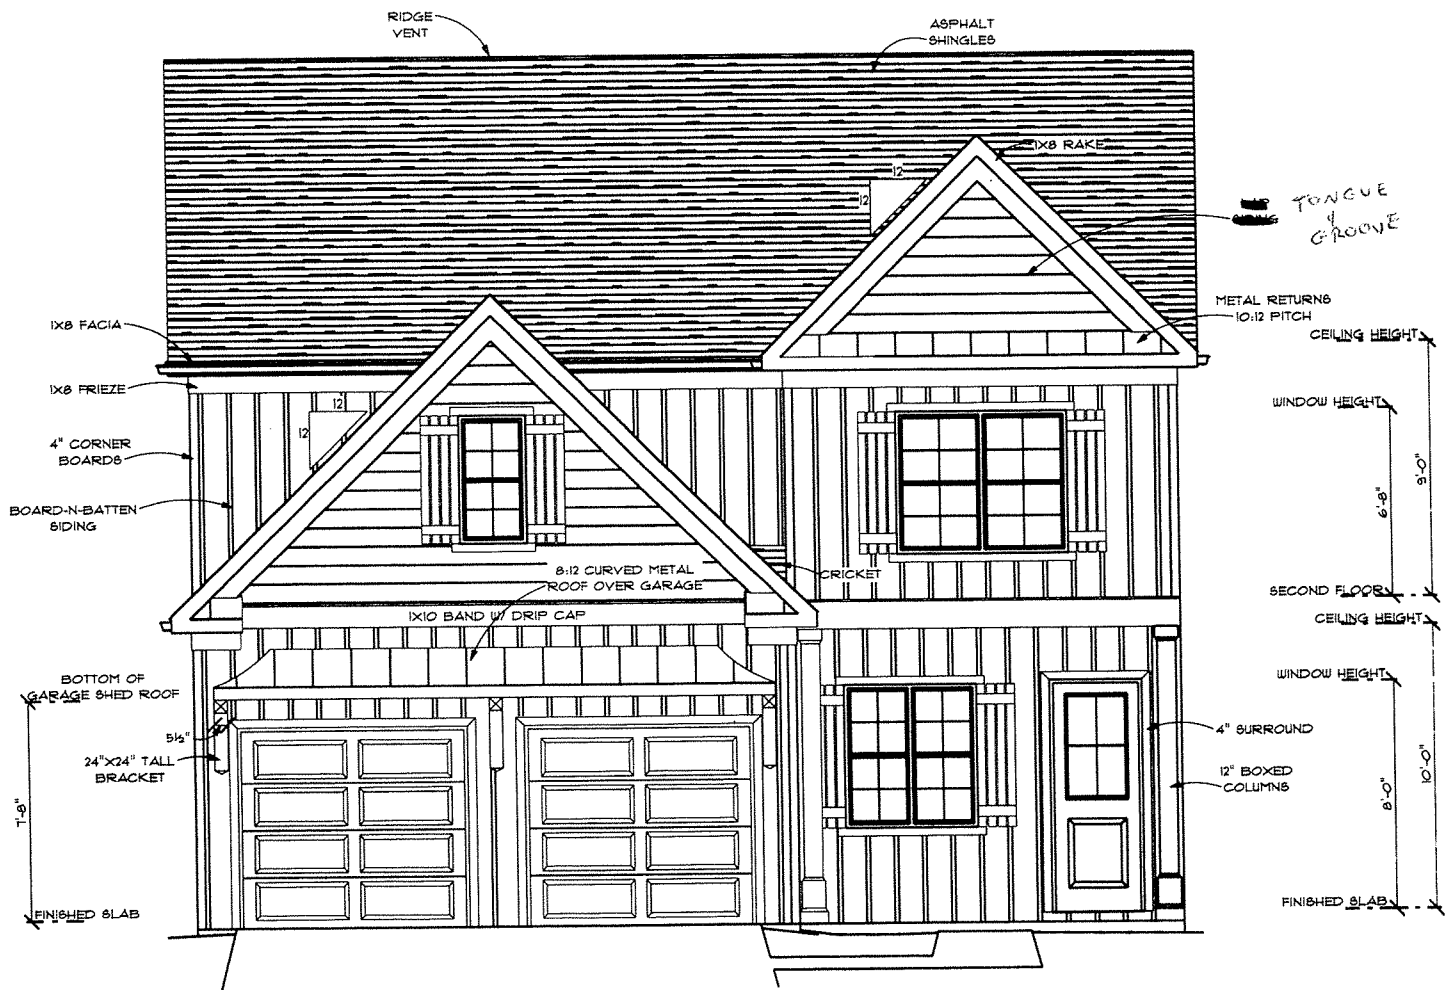 RIDGE
VENT
ASPHALT
SHINGLES
1X8 RAKE
12
12
TONGUE
&
GROOVE
SIDING
METAL RETURNS
10:12 PITCH
1X8 FACIA
CEILING HEIGHT
1X8 FRIEZE
12
12
WINDOW HEIGHT
4" CORNER
BOARDS
9'-0"
6'-8"
BOARD-N-BATTEN
SIDING
8:12 CURVED METAL
ROOF OVER GARAGE
CRICKET
SECOND FLOOR
1X10 BAND W/ DRIP CAP
CEILING HEIGHT
BOTTOM OF
GARAGE SHED ROOF
WINDOW HEIGHT
5½"
4" SURROUND
24"X24" TALL
BRACKET
12" BOXED
COLUMNS
7'-8"
8'-0"
10'-0"
FINISHED SLAB
FINISHED SLAB